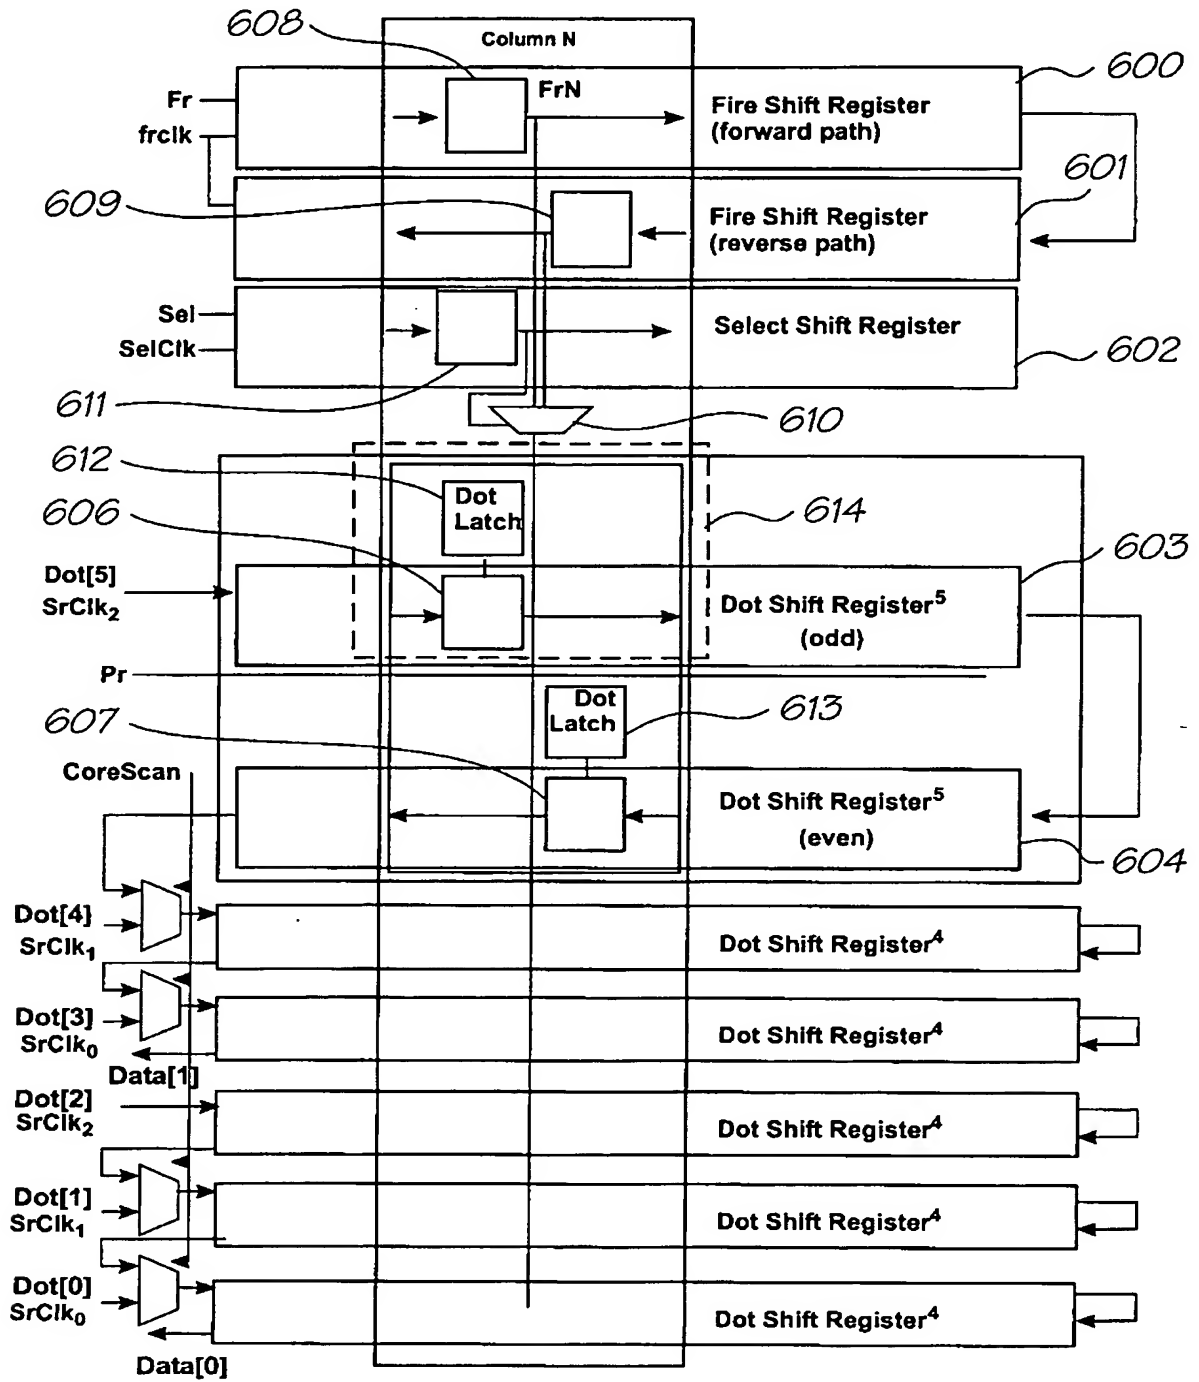 608
Column N
600
Fr
FrN
Fire Shift Register
(forward path)
frclk
601
609
Fire Shift Register
(reverse path)
Sel
Select Shift Register
SelClk
602
611
610
612
Dot
Latch
614
606
603
Dot[5]
SrClk2
Dot Shift Register5
(odd)
Pr
607
Dot
Latch
613
CoreScan
Dot Shift Register5
(even)
604
Dot[4]
SrClk1
Dot Shift Register4
Dot[3]
SrClk0
Dot Shift Register4
Data[1]
Dot[2]
SrClk2
Dot Shift Register4
Dot[1]
SrClk1
Dot Shift Register4
Dot[0]
SrClk0
Dot Shift Register4
Data[0]